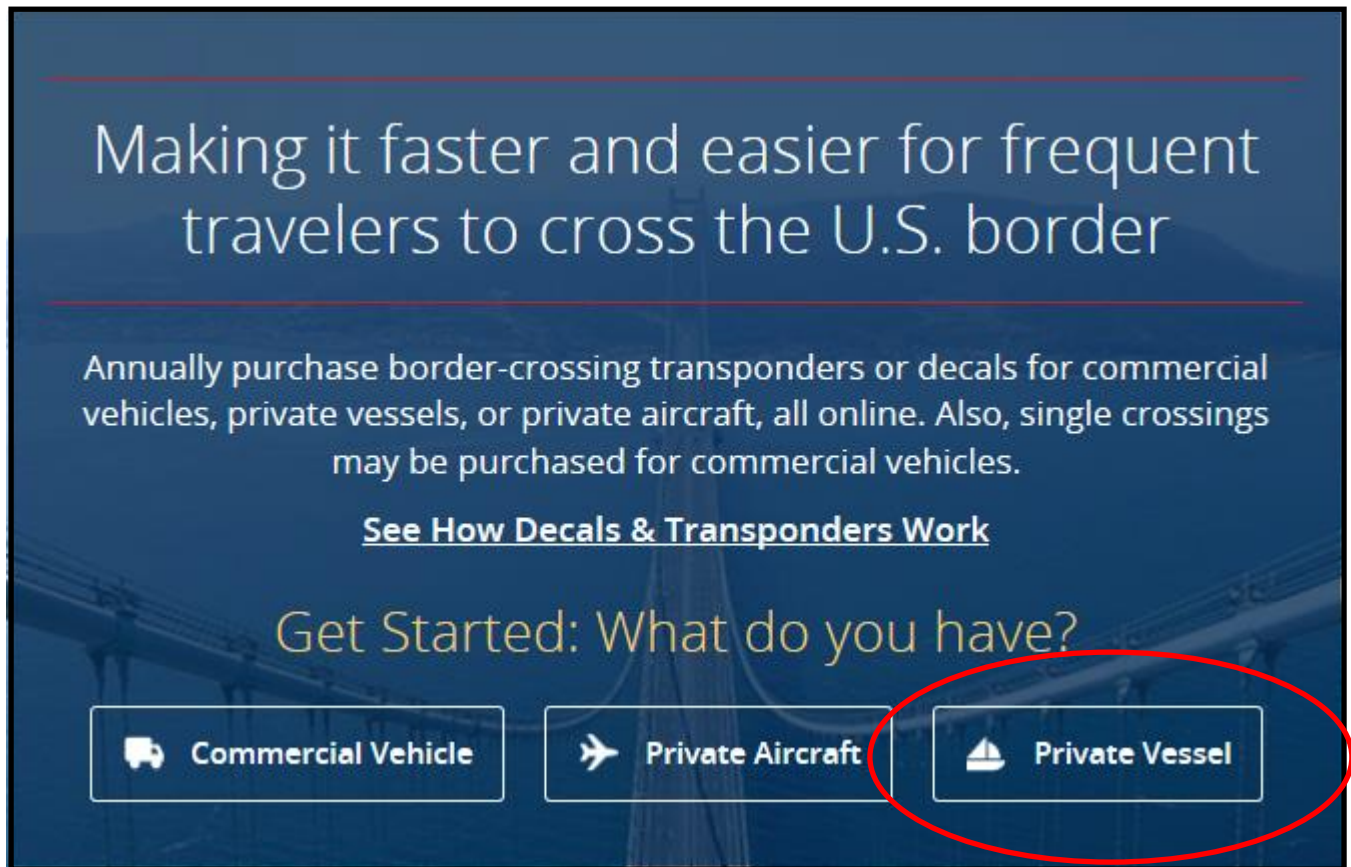 Making it faster and easier for frequent
travelers to cross the U.S. border
Annually purchase border-crossing transponders or decals for commercial
vehicles, private vessels, or private aircraft, all online. Also, single crossings
may be purchased for commercial vehicles.
See How Decals & Transponders Work
Get Started: What do you have?
Commercial Vehicle
Private Aircraft
Private Vessel